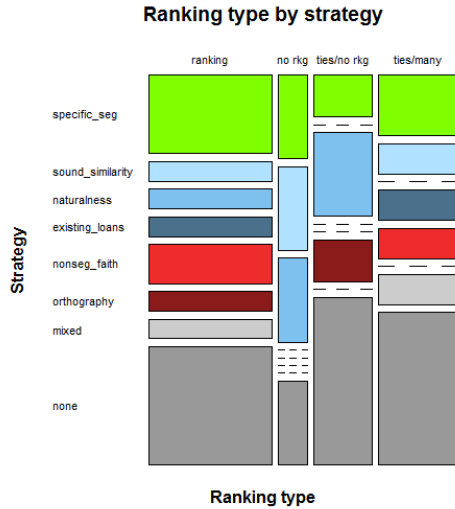 Ranking type by strategy
ranking no rkg ties/no rkg ties/many
specific_seg
sound_similarity
naturalness
existing_loans
nonseg_faith
orthography
mixed
none
Strategy
Ranking type